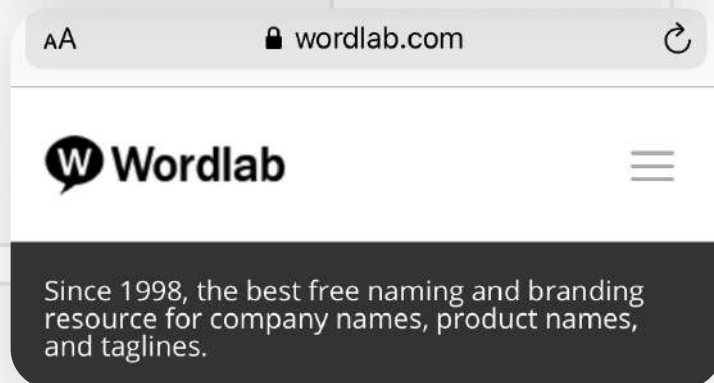 AA wordlab.com
W Wordlab
Since 1998, the best free naming and branding
resource for company names, product names,
and taglines.